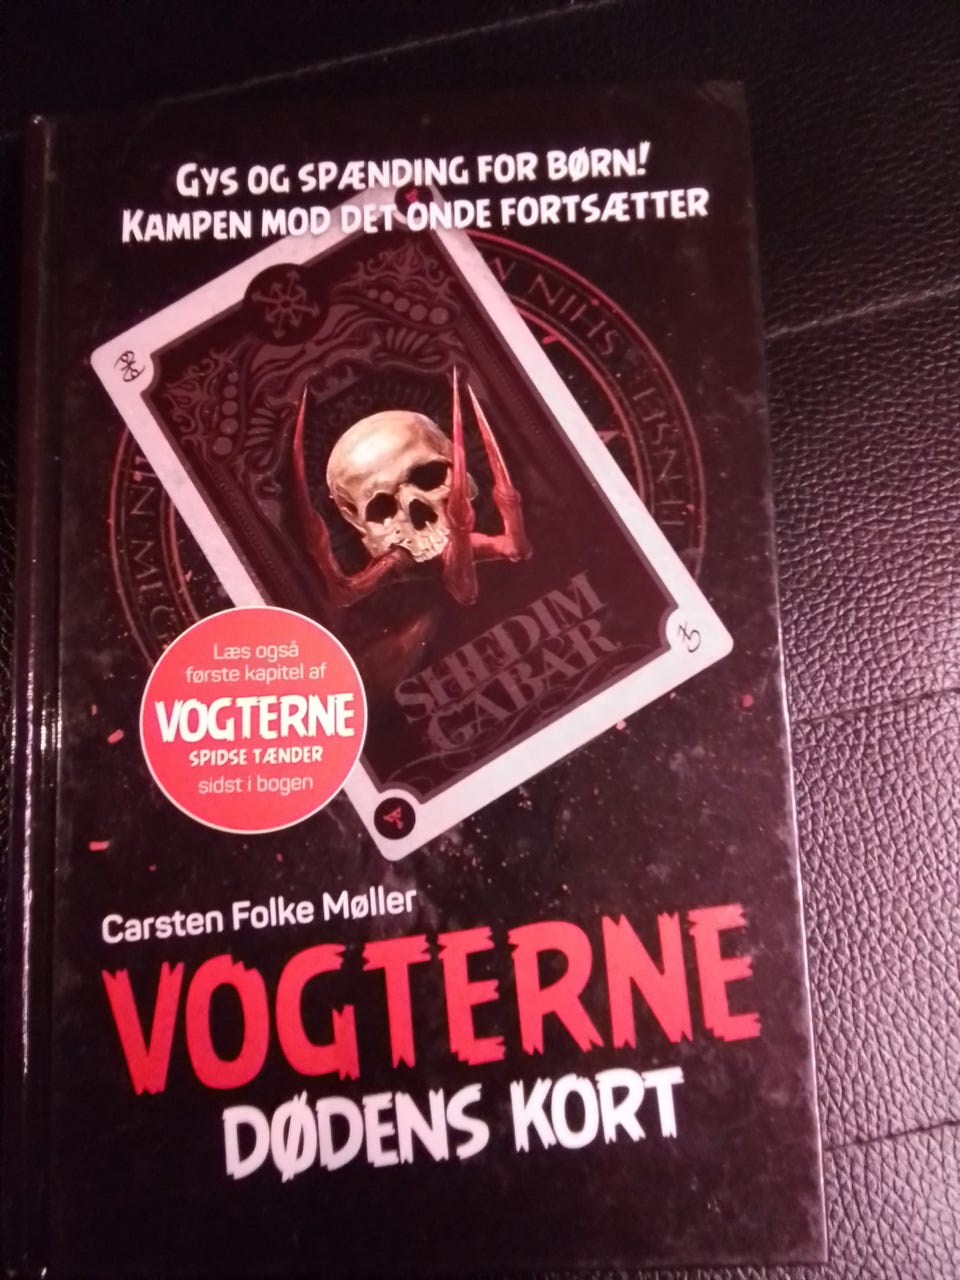 GYS OG SPÆNDING FOR BØRN!
KAMPEN MOD DET ONDE FORTSÆTTER
SHEDIM
GABAR
Læs også
første kapitel af
VOGTERNE
SPIDSE TÆNDER
sidst i bogen
Carsten Folke Møller
VOGTERNE
DØDENS KORT